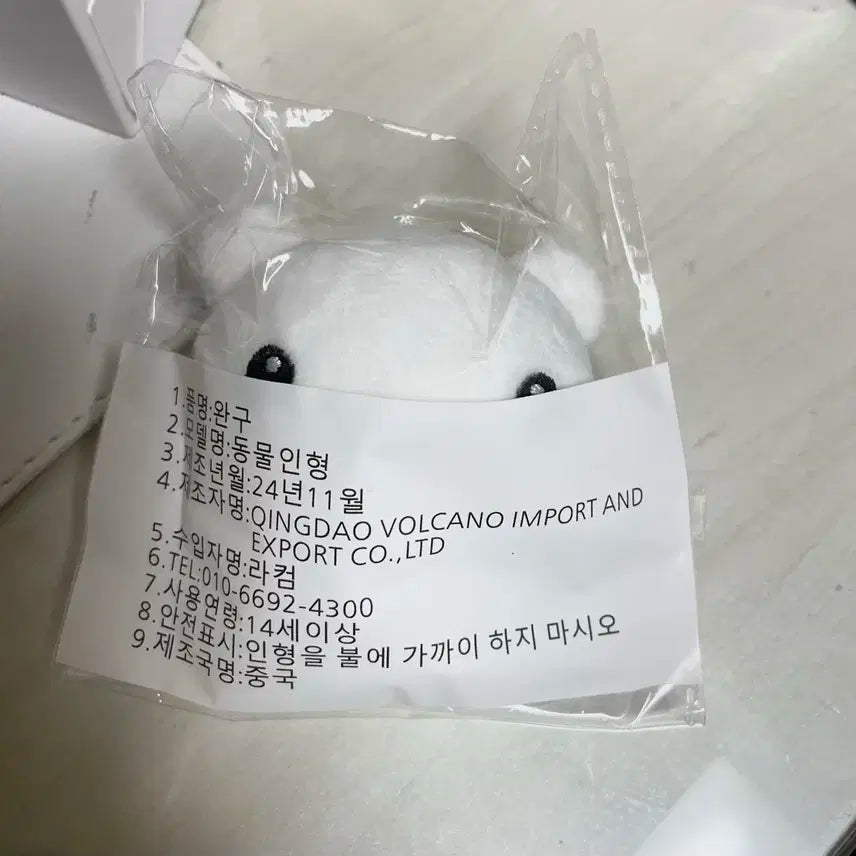 1.품명:완구
2.모델명:동물인형
3.제조년월:24년11월
4.제조자명:QINGDAO VOLCANO IMPORT AND
EXPORT CO.,LTD
5.수입자명:라컴
6.TEL:010-6692-4300
7.사용연령:14세이상
8.안전표시:인형을 불에 가까이 하지 마시오
9.제조국명:중국